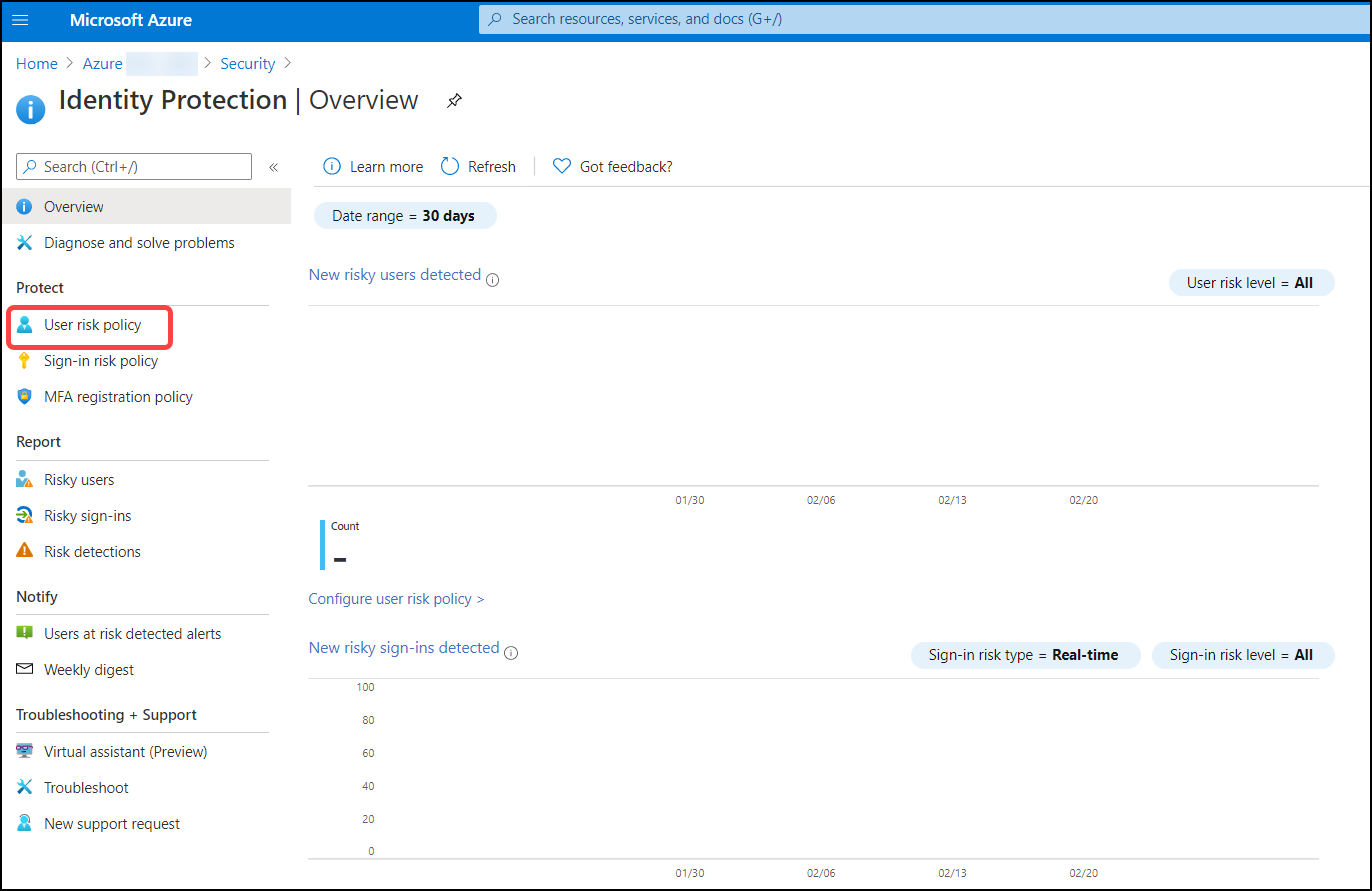 Microsoft Azure
Search resources, services, and docs (G+/)
Home > Azure > Security >
Identity Protection | Overview
Search (Ctrl+/)
«
Overview
Diagnose and solve problems
Protect
User risk policy
Sign-in risk policy
MFA registration policy
Report
Risky users
Risky sign-ins
Risk detections
Notify
Users at risk detected alerts
Weekly digest
Troubleshooting + Support
Virtual assistant (Preview)
Troubleshoot
New support request
Learn more Refresh Got feedback?
Date range = 30 days
New risky users detected
User risk level = All
01/30 02/06 02/13 02/20
Count
–
Configure user risk policy >
New risky sign-ins detected
Sign-in risk type = Real-time Sign-in risk level = All
100
80
60
40
20
0
01/30 02/06 02/13 02/20